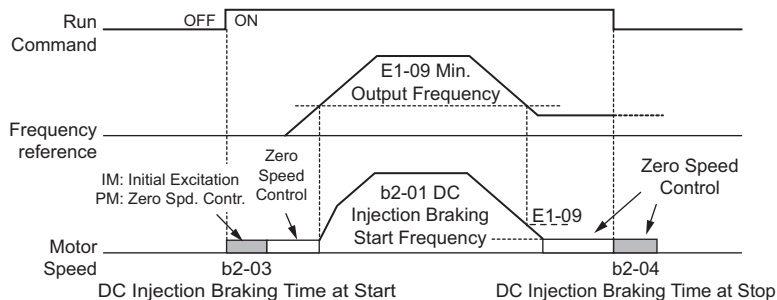 Run
Command
OFF
ON
E1-09 Min.
Output Frequency
Frequency
reference
Zero
Speed
Control
IM: Initial Excitation
PM: Zero Spd. Contr.
b2-01 DC
Injection Braking
Start Frequency
E1-09
Zero Speed
Control
Motor
Speed
b2-03
DC Injection Braking Time at Start
b2-04
DC Injection Braking Time at Stop